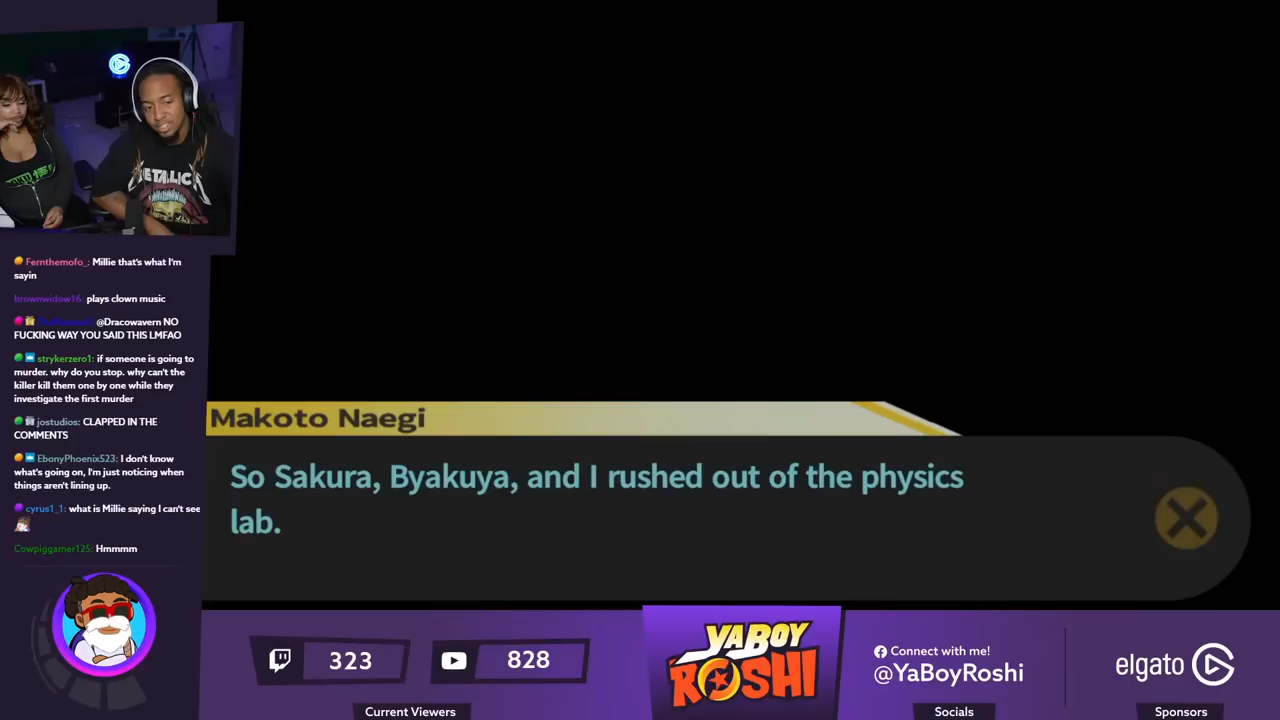 METALLICA
Fernthemofo_: Millie that's what I'm
sayin
brownwidow16: plays clown music
@Dracowavern NO
FUCKING WAY YOU SAID THIS LMFAO
strykerzero1: if someone is going to
murder. why do you stop. why can't the
killer kill them one by one while they
investigate the first murder
jostudios: CLAPPED IN THE
COMMENTS
EbonyPhoenix523: I don't know
what's going on, I'm just noticing when
things aren't lining up.
cyrus1_1: what is Millie saying I can't see
Cowpiggamer125: Hmmmm
Makoto Naegi
So Sakura, Byakuya, and I rushed out of the physics
lab.
323
828
Current Viewers
YABOY
ROSHI
Connect with me!
@YaBoyRoshi
Socials
elgato
Sponsors